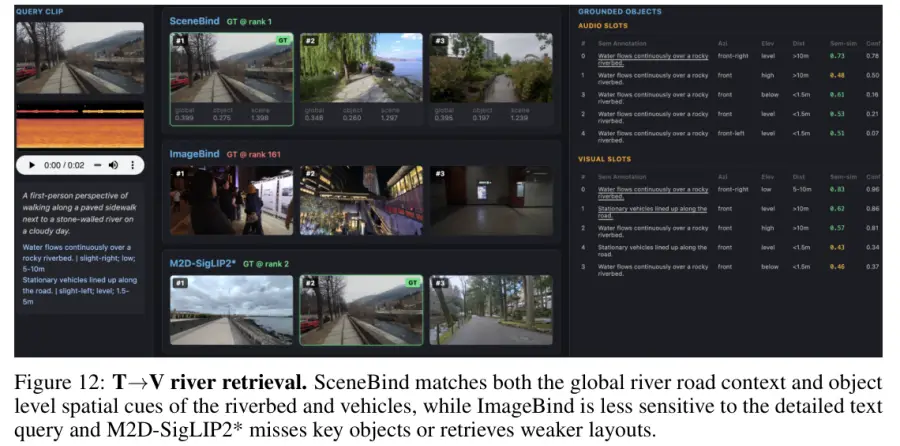 QUERY CLIP
0:00 / 0:02
A first-person perspective of
walking along a paved sidewalk
next to a stone-walled river on
a cloudy day.
Water flows continuously over a
rocky riverbed. | slight-right; low;
5-10m
Stationary vehicles lined up along
the road. | slight-left; level; 1.5-
5m
SceneBind GT @ rank 1
#1 GT #2 #3
global object scene global object scene global object scene
0.399 0.275 1.398 0.348 0.260 1.297 0.395 0.197 1.239
ImageBind GT @ rank 161
#1 #2 #3
M2D-SigLIP2* GT @ rank 2
#1 #2 GT #3
GROUNDED OBJECTS
AUDIO SLOTS
# Sem Annotation Azi Elev Dist Sem-sim Conf
0 Water flows continuously over a rocky front-right level >10m 0.73 0.78
riverbed.
1 Water flows continuously over a rocky front high >10m 0.48 0.50
riverbed.
3 Water flows continuously over a rocky front below <1.5m 0.61 0.16
riverbed.
2 Water flows continuously over a rocky front level <1.5m 0.53 0.21
riverbed.
4 Water flows continuously over a rocky front-left level <1.5m 0.51 0.07
riverbed.
VISUAL SLOTS
# Sem Annotation Azi Elev Dist Sem-sim Conf
0 Water flows continuously over a rocky front-right low 5-10m 0.83 0.96
riverbed.
1 Stationary vehicles lined up along the front level >10m 0.62 0.86
road.
2 Water flows continuously over a rocky front high >10m 0.57 0.81
riverbed.
4 Stationary vehicles lined up along the front level <1.5m 0.43 0.34
road.
3 Water flows continuously over a rocky front below <1.5m 0.46 0.37
riverbed.
Figure 12: T→V river retrieval. SceneBind matches both the global river road context and object
level spatial cues of the riverbed and vehicles, while ImageBind is less sensitive to the detailed text
query and M2D-SigLIP2* misses key objects or retrieves weaker layouts.